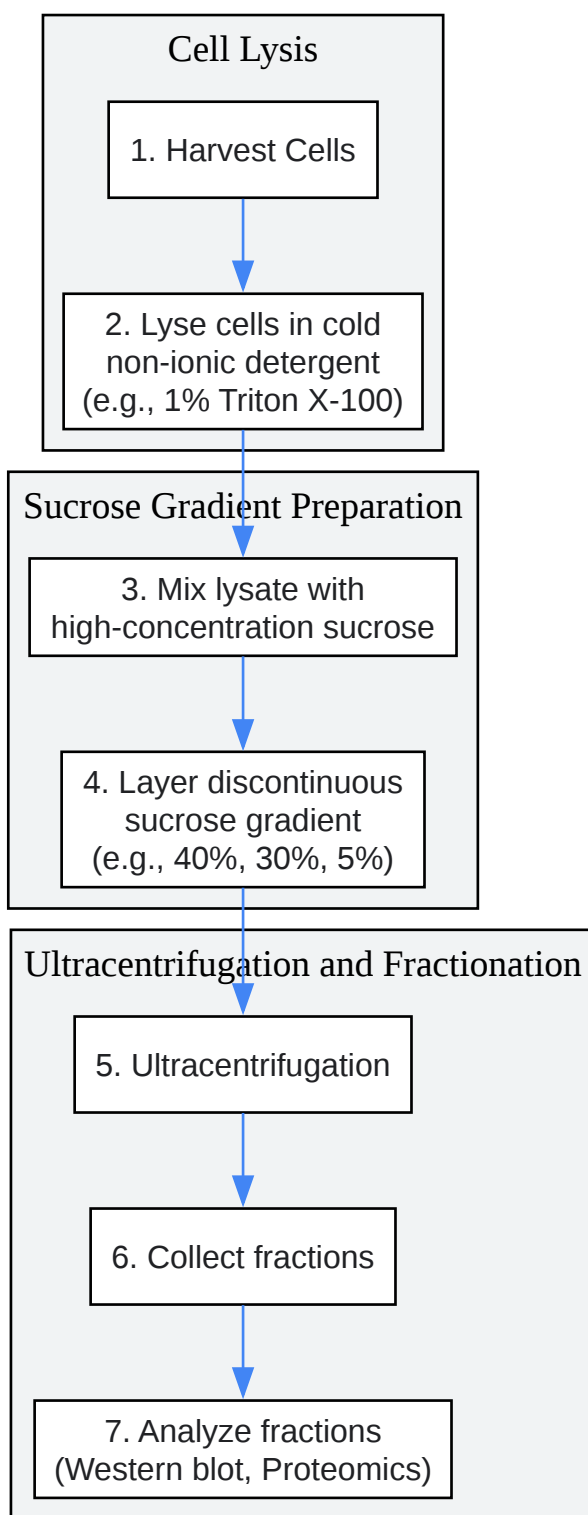 Cell Lysis
1. Harvest Cells
2. Lyse cells in cold
non-ionic detergent
(e.g., 1% Triton X-100)
Sucrose Gradient Preparation
3. Mix lysate with
high-concentration sucrose
4. Layer discontinuous
sucrose gradient
(e.g., 40%, 30%, 5%)
Ultracentrifugation and Fractionation
5. Ultracentrifugation
6. Collect fractions
7. Analyze fractions
(Western blot, Proteomics)